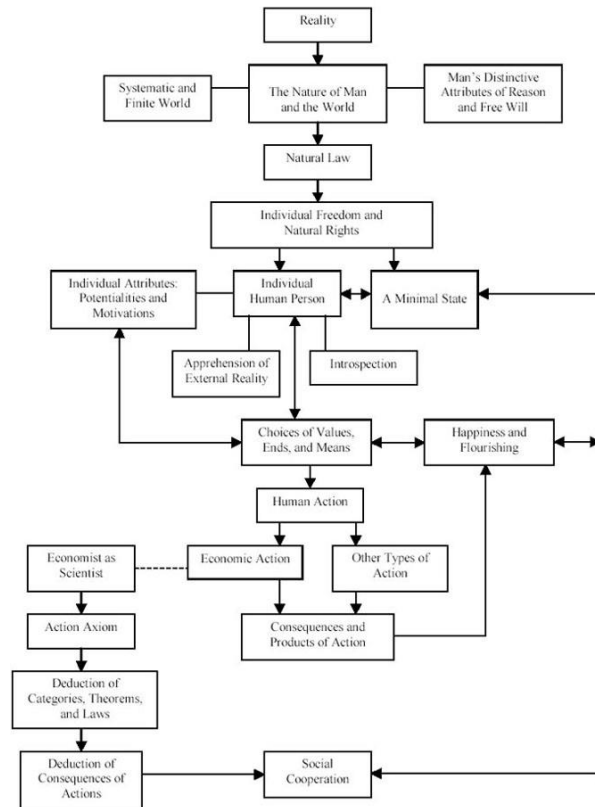 Reality
Systematic and
Finite World
The Nature of Man
and the World
Man's Distinctive
Attributes of Reason
and Free Will
Natural Law
Individual Freedom and
Natural Rights
Individual Attributes:
Potentialities and
Motivations
Individual
Human Person
A Minimal State
Apprehension of
External Reality
Introspection
Choices of Values,
Ends, and Means
Happiness and
Flourishing
Human Action
Economist as
Scientist
Economic Action
Other Types of
Action
Action Axiom
Consequences and
Products of Action
Deduction of
Categories, Theorems,
and Laws
Deduction of
Consequences of
Actions
Social
Cooperation